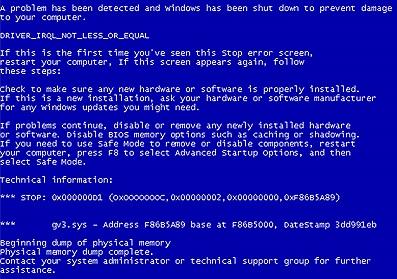 A problem has been detected and Windows has been shut down to prevent damage
to your computer.
DRIVER_IRQL_NOT_LESS_OR_EQUAL
If this is the first time you've seen this Stop error screen,
restart your computer, If this screen appears again, follow
these steps:
Check to make sure any new hardware or software is properly installed.
If this is a new installation, ask your hardware or software manufacturer
for any Windows updates you might need.
If problems continue, disable or remove any newly installed hardware
or software. Disable BIOS memory options such as caching or shadowing.
If you need to use Safe Mode to remove or disable components, restart
your computer, press F8 to select Advanced Startup Options, and then
select Safe Mode.
Technical information:
*** STOP: 0x000000D1 (0x0000000C,0x00000002,0x00000000,0xF86B5A89)
*** gv3.sys - Address F86B5A89 base at F86B5000, DateStamp 3dd991eb
Beginning dump of physical memory
Physical memory dump complete.
Contact your system administrator or technical support group for further
assistance.